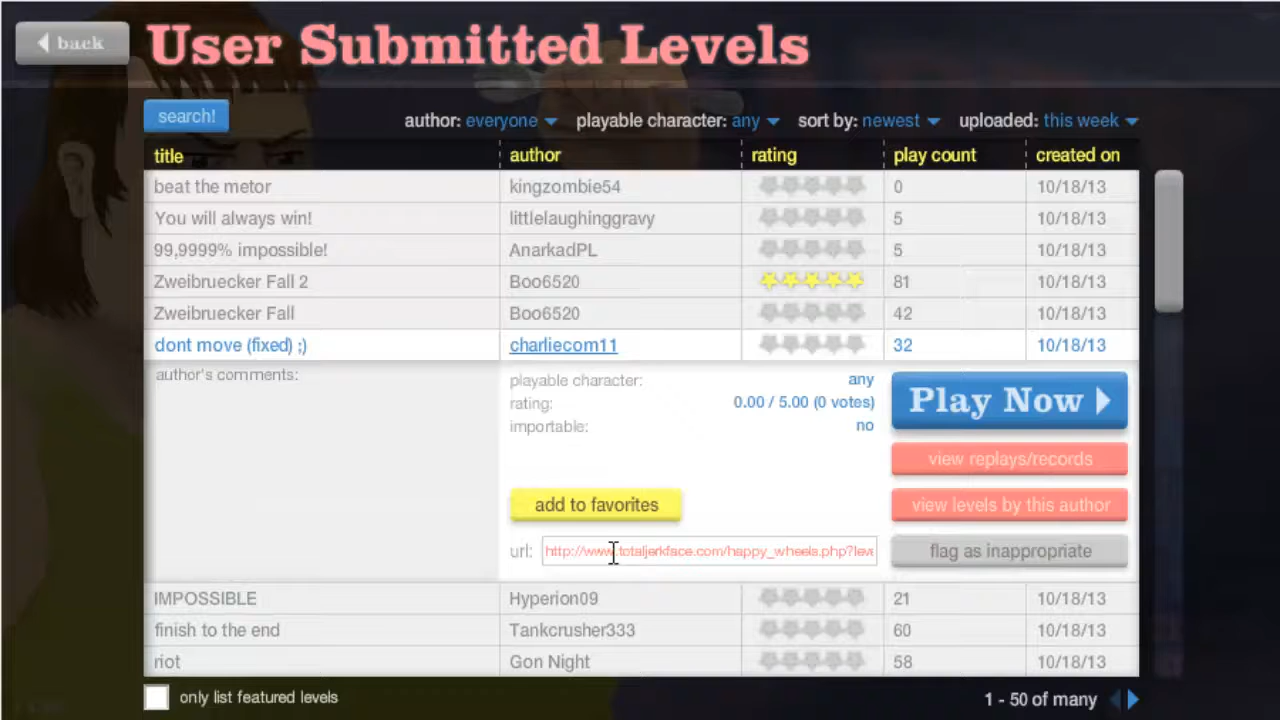 back
User Submitted Levels
search!
author: everyone playable character: any sort by: newest uploaded: this week
title author rating play count created on
beat the metor kingzombie54 0 10/18/13
You will always win! littlelaughinggravy 5 10/18/13
99,9999% impossible! AnarkadPL 5 10/18/13
Zweibruecker Fall 2 Boo6520 81 10/18/13
Zweibruecker Fall Boo6520 42 10/18/13
dont move (fixed) ;) charliecom11 32 10/18/13
author's comments:
playable character: any
rating: 0.00 / 5.00 (0 votes)
importable: no
Play Now
view replays/records
add to favorites
view levels by this author
url: http://www.totaljerkface.com/happy_wheels.php?leve
flag as inappropriate
IMPOSSIBLE Hyperion09 21 10/18/13
finish to the end Tankcrusher333 60 10/18/13
riot Gon Night 58 10/18/13
only list featured levels
1 - 50 of many